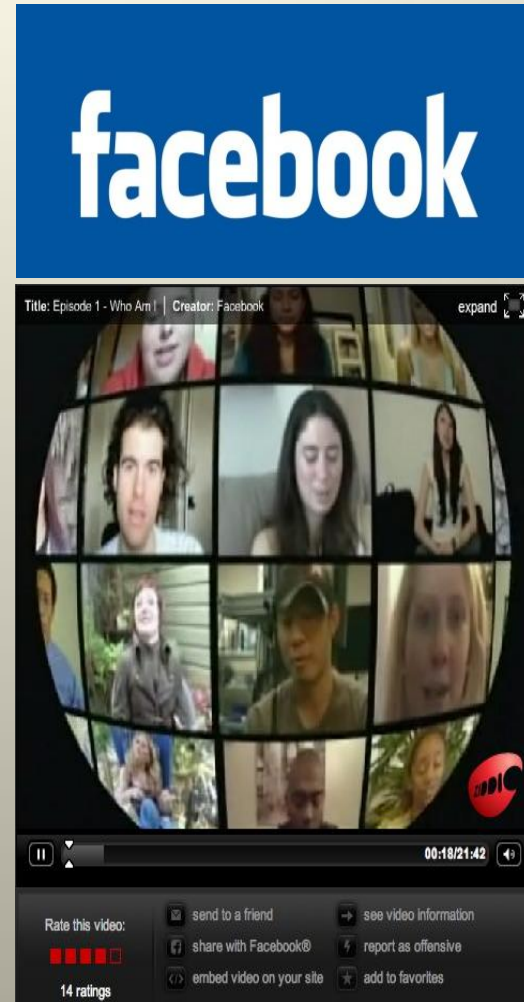 facebook
Title: Episode 1 - Who Am I | Creator: Facebook
expand
ZIDDIO
00:18/21:42
Rate this video:
14 ratings
send to a friend
share with Facebook®
embed video on your site
see video information
report as offensive
add to favorites